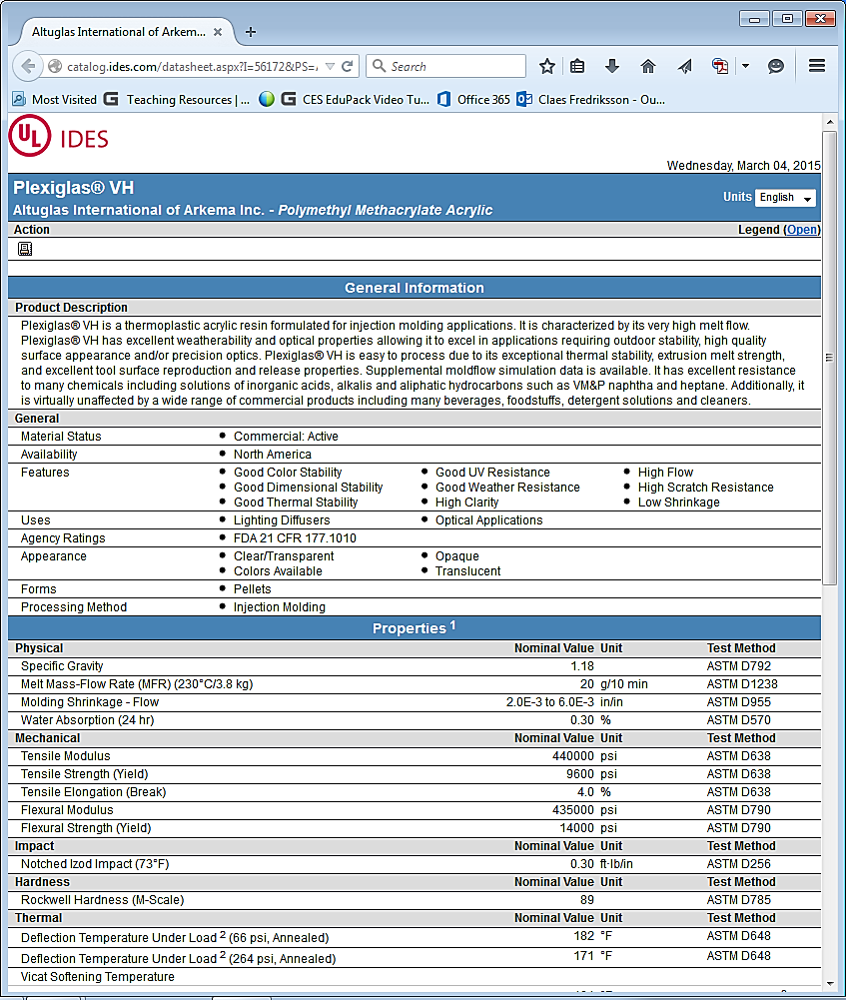 Altuglas International of Arkem...
catalog.ides.com/datasheet.aspx?I=56172&PS=
Search
Most Visited
Teaching Resources | ...
CES EduPack Video Tu...
Office 365
Claes Fredriksson - Ou...
UL IDES
Wednesday, March 04, 2015
Plexiglas® VH
Altuglas International of Arkema Inc. - Polymethyl Methacrylate Acrylic
Units English
Action Legend (Open)
General Information
Product Description
Plexiglas® VH is a thermoplastic acrylic resin formulated for injection molding applications. It is characterized by its very high melt flow.
Plexiglas® VH has excellent weatherability and optical properties allowing it to excel in applications requiring outdoor stability, high quality
surface appearance and/or precision optics. Plexiglas® VH is easy to process due to its exceptional thermal stability, extrusion melt strength,
and excellent tool surface reproduction and release properties. Supplemental moldflow simulation data is available. It has excellent resistance
to many chemicals including solutions of inorganic acids, alkalis and aliphatic hydrocarbons such as VM&P naphtha and heptane. Additionally, it
is virtually unaffected by a wide range of commercial products including many beverages, foodstuffs, detergent solutions and cleaners.
General
Material Status • Commercial: Active
Availability • North America
Features • Good Color Stability • Good UV Resistance • High Flow
• Good Dimensional Stability • Good Weather Resistance • High Scratch Resistance
• Good Thermal Stability • High Clarity • Low Shrinkage
Uses • Lighting Diffusers • Optical Applications
Agency Ratings • FDA 21 CFR 177.1010
Appearance • Clear/Transparent • Opaque
• Colors Available • Translucent
Forms • Pellets
Processing Method • Injection Molding
Properties 1
Physical Nominal Value Unit Test Method
Specific Gravity 1.18 ASTM D792
Melt Mass-Flow Rate (MFR) (230°C/3.8 kg) 20 g/10 min ASTM D1238
Molding Shrinkage - Flow 2.0E-3 to 6.0E-3 in/in ASTM D955
Water Absorption (24 hr) 0.30 % ASTM D570
Mechanical Nominal Value Unit Test Method
Tensile Modulus 440000 psi ASTM D638
Tensile Strength (Yield) 9600 psi ASTM D638
Tensile Elongation (Break) 4.0 % ASTM D638
Flexural Modulus 435000 psi ASTM D790
Flexural Strength (Yield) 14000 psi ASTM D790
Impact Nominal Value Unit Test Method
Notched Izod Impact (73°F) 0.30 ft·lb/in ASTM D256
Hardness Nominal Value Unit Test Method
Rockwell Hardness (M-Scale) 89 ASTM D785
Thermal Nominal Value Unit Test Method
Deflection Temperature Under Load 2 (66 psi, Annealed) 182 °F ASTM D648
Deflection Temperature Under Load 2 (264 psi, Annealed) 171 °F ASTM D648
Vicat Softening Temperature